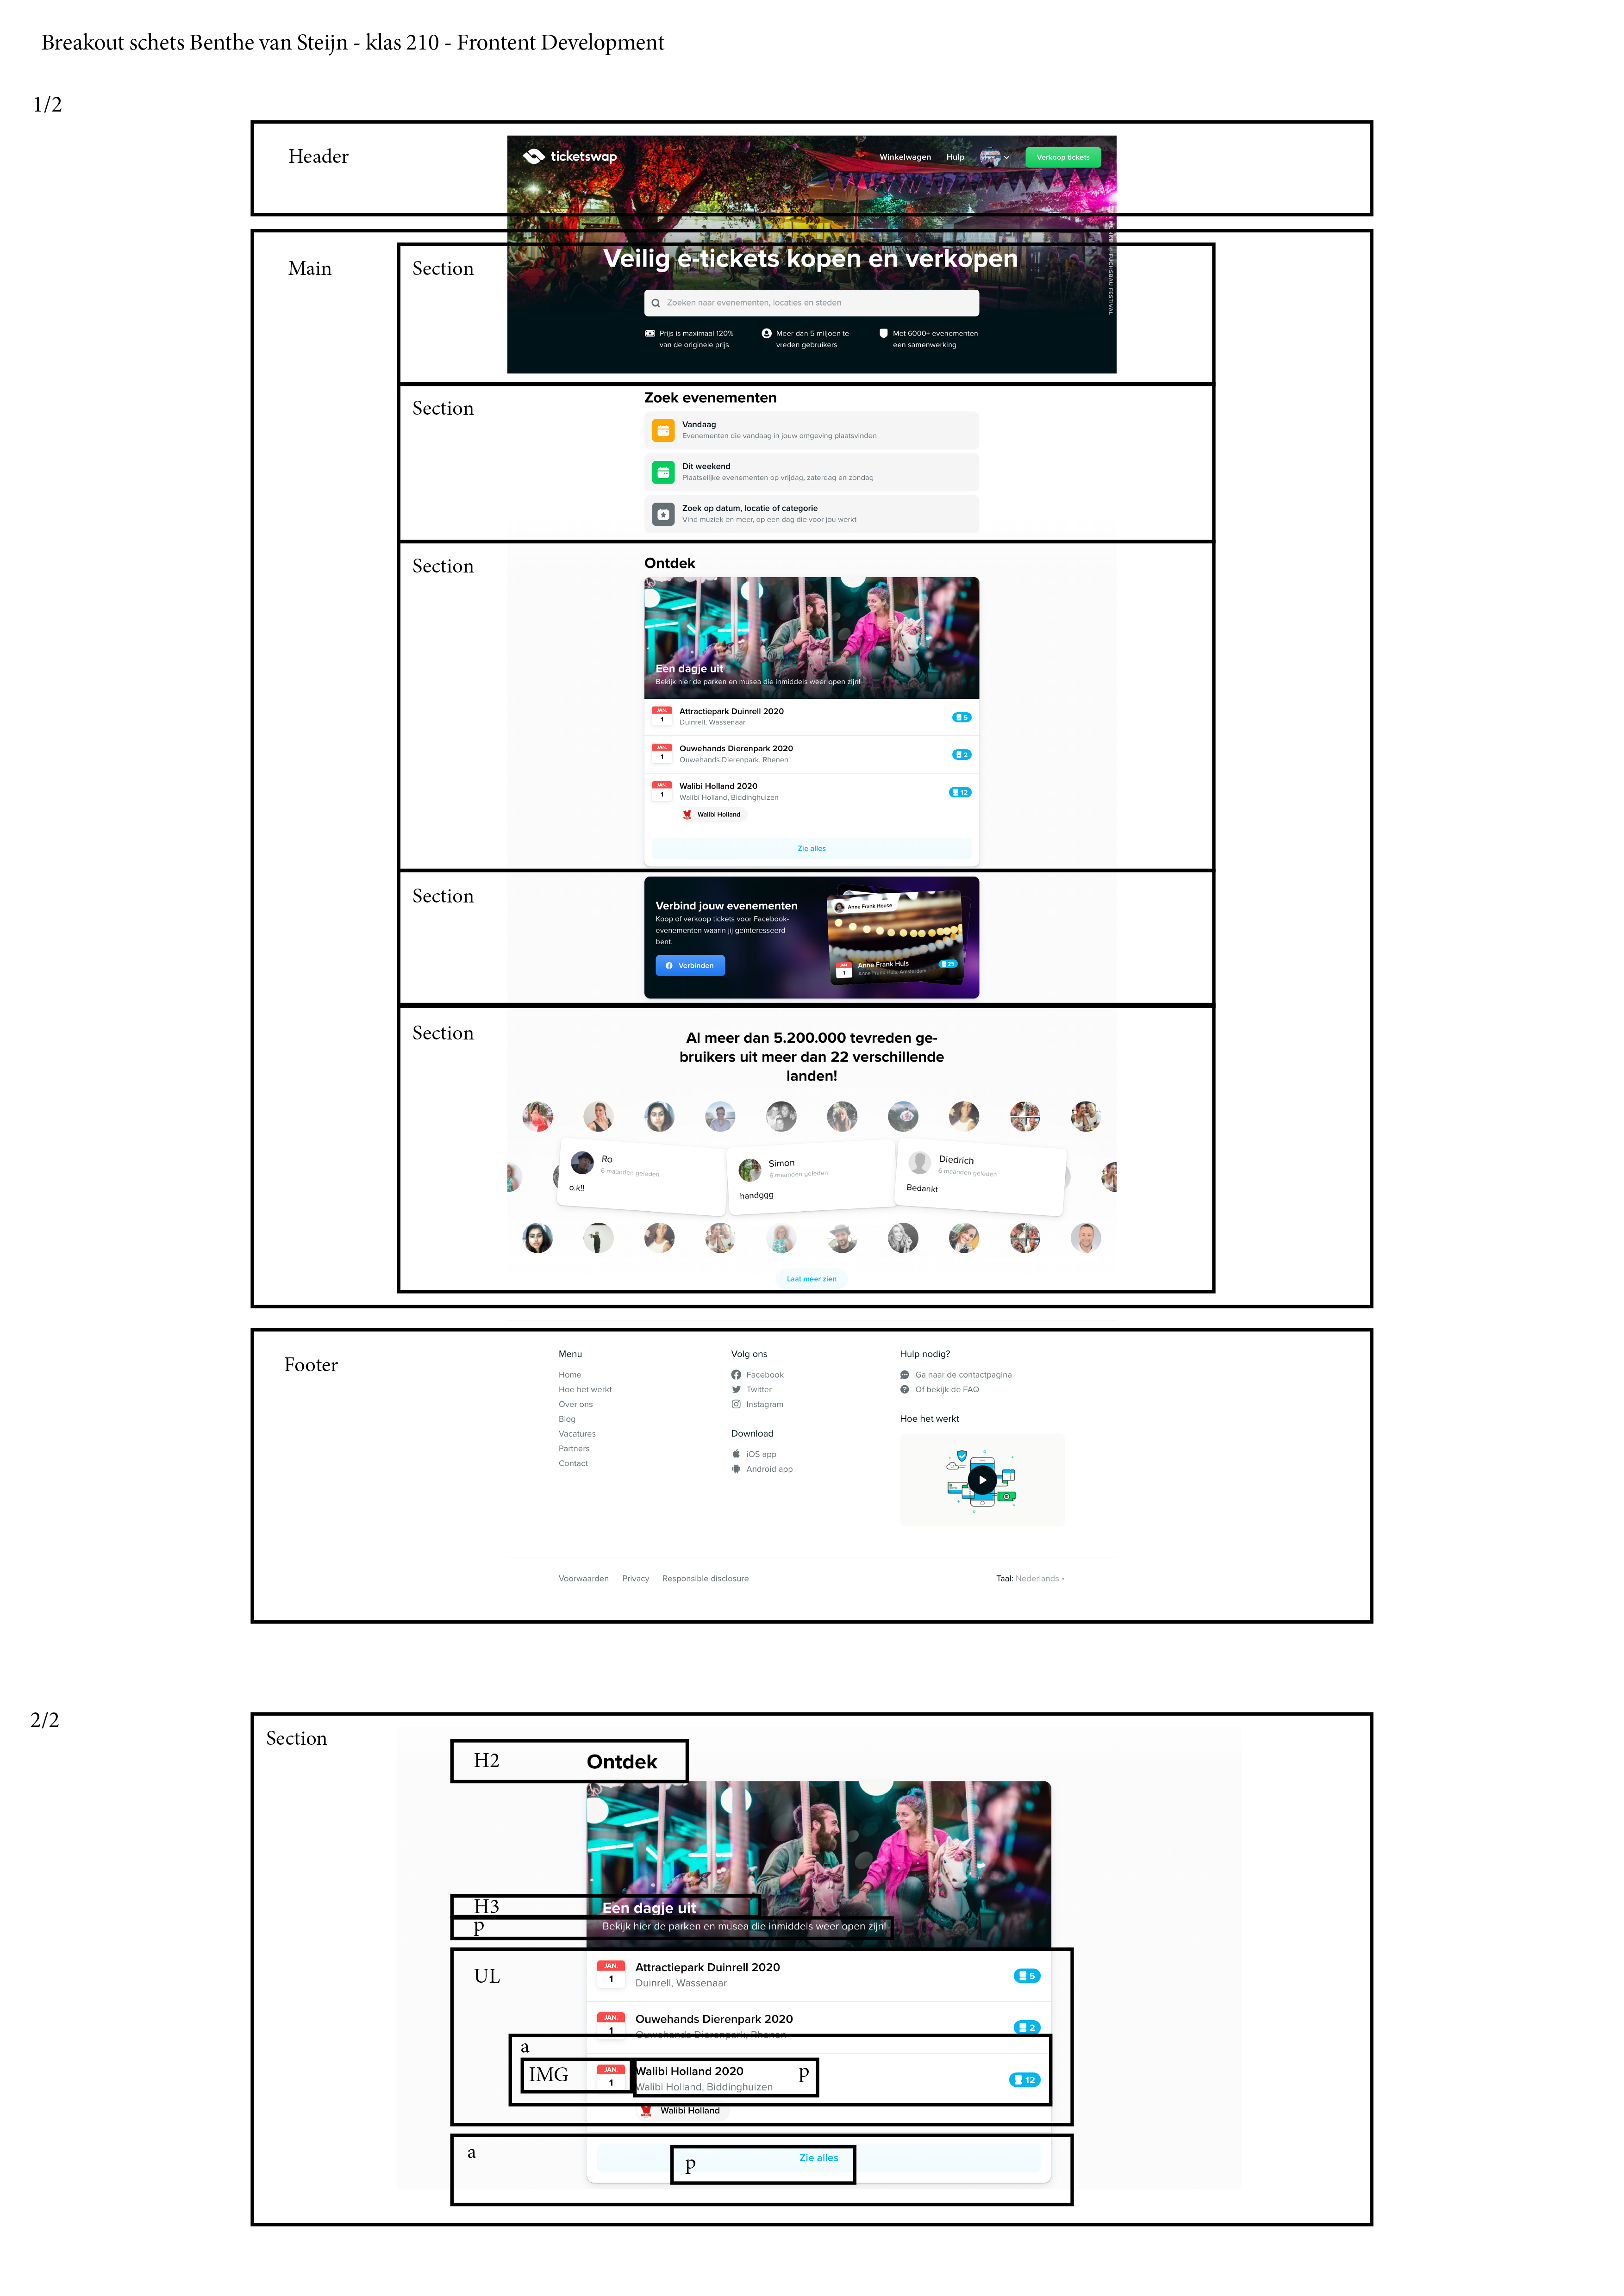 Breakout schets Benthe van Steijn - klas 210 - Frontent Development
1/2
Header
ticketswap
Winkelwagen
Hulp
Verkoop tickets
Main
Section
Veilig e-tickets kopen en verkopen
FUCHSBAU FESTIVAL
Zoeken naar evenementen, locaties en steden
Prijs is maximaal 120%
van de originele prijs
Meer dan 5 miljoen te-
vreden gebruikers
Met 6000+ evenementen
een samenwerking
Section
Zoek evenementen
Vandaag
Evenementen die vandaag in jouw omgeving plaatsvinden
Dit weekend
Plaatselijke evenementen op vrijdag, zaterdag en zondag
Zoek op datum, locatie of categorie
Vind muziek en meer, op een dag die voor jou werkt
Section
Ontdek
Een dagje uit
Bekijk hier de parken en musea die inmiddels weer open zijn!
JAN.
1
Attractiepark Duinrell 2020
Duinrell, Wassenaar
5
JAN.
1
Ouwehands Dierenpark 2020
Ouwehands Dierenpark, Rhenen
2
JAN.
1
Walibi Holland 2020
Walibi Holland, Biddinghuizen
12
Walibi Holland
Zie alles
Section
Verbind jouw evenementen
Koop of verkoop tickets voor Facebook-
evenementen waarin jij geïnteresseerd
bent.
Verbinden
Anne Frank House
JAN
1
Anne Frank Huis
Anne Frank Huis, Amsterdam
29
Section
Al meer dan 5.200.000 tevreden ge-
bruikers uit meer dan 22 verschillende
landen!
Ro
6 maanden geleden
o.k!!
Simon
6 maanden geleden
handggg
Diedrich
6 maanden geleden
Bedankt
Laat meer zien
Footer
Menu
Home
Hoe het werkt
Over ons
Blog
Vacatures
Partners
Contact
Volg ons
Facebook
Twitter
Instagram
Download
iOS app
Android app
Hulp nodig?
Ga naar de contactpagina
Of bekijk de FAQ
Hoe het werkt
Voorwaarden
Privacy
Responsible disclosure
Taal: Nederlands
2/2
Section
H2
Ontdek
H3
Een dagje uit
p
Bekijk hier de parken en musea die inmiddels weer open zijn!
UL
JAN.
1
Attractiepark Duinrell 2020
Duinrell, Wassenaar
5
JAN.
1
Ouwehands Dierenpark 2020
Ouwehands Dierenpark, Rhenen
2
a
IMG
JAN.
1
Walibi Holland 2020
Walibi Holland, Biddinghuizen
p
12
Walibi Holland
a
p
Zie alles